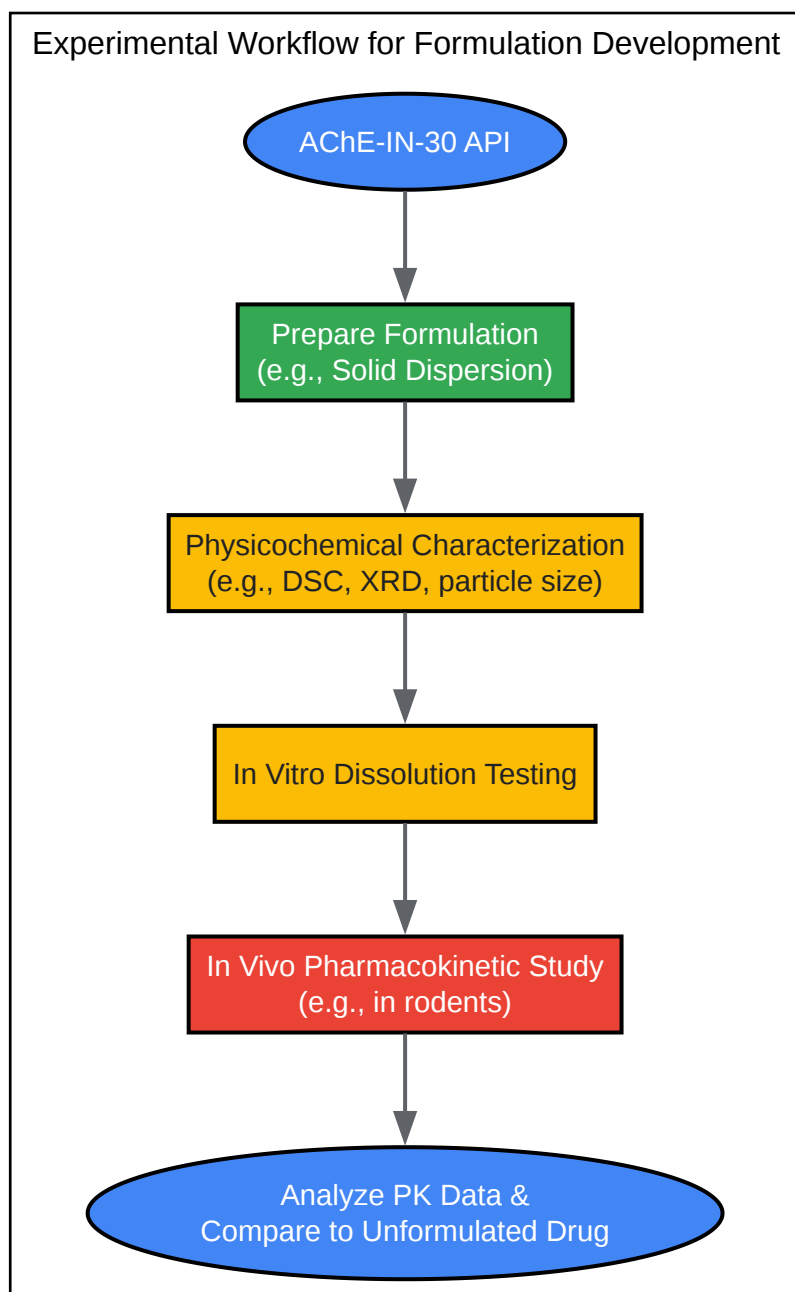 Experimental Workflow for Formulation Development
AChE-IN-30 API
Prepare Formulation
(e.g., Solid Dispersion)
Physicochemical Characterization
(e.g., DSC, XRD, particle size)
In Vitro Dissolution Testing
In Vivo Pharmacokinetic Study
(e.g., in rodents)
Analyze PK Data &
Compare to Unformulated Drug